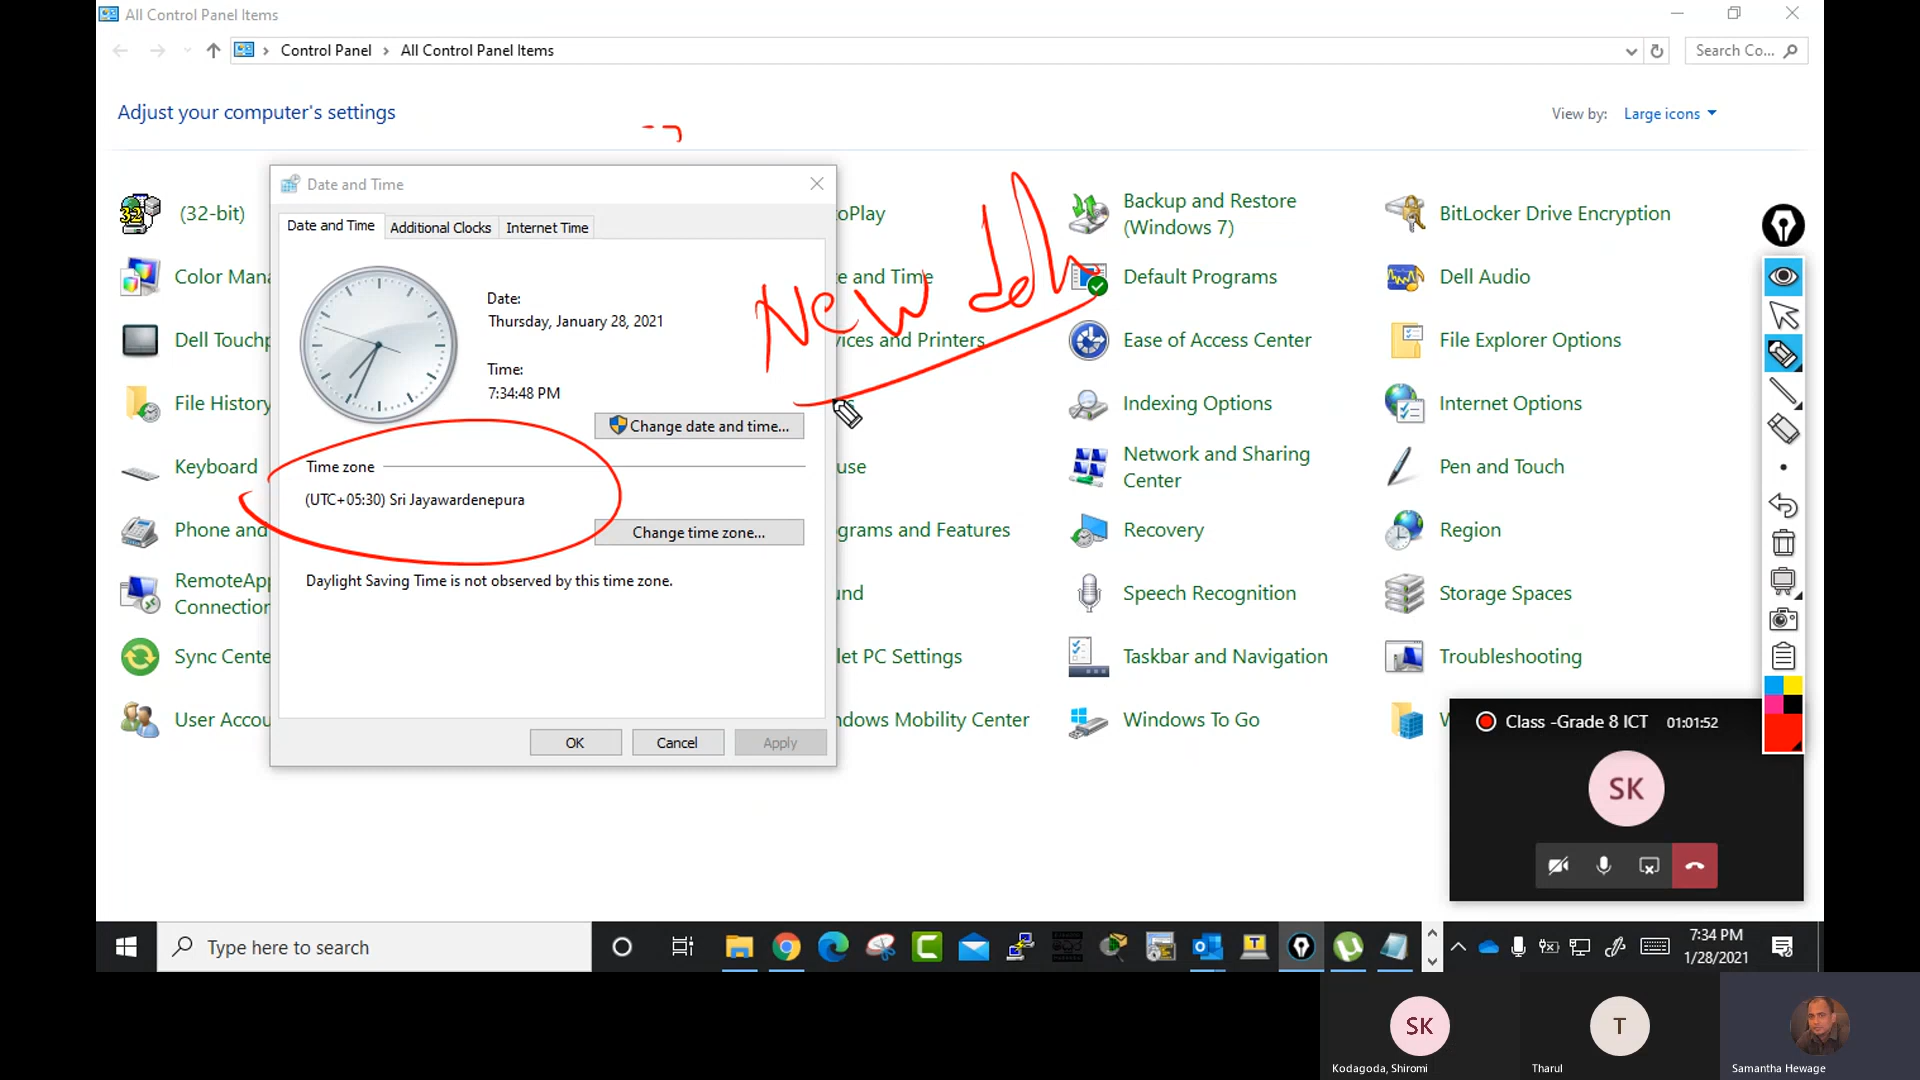 All Control Panel Items
Control Panel > All Control Panel Items
Search Co...
Adjust your computer's settings
View by: Large icons
Date and Time
Date and Time
Additional Clocks
Internet Time
Date:
Thursday, January 28, 2021
Time:
7:34:48 PM
Change date and time...
Time zone
(UTC+05:30) Sri Jayawardenepura
Change time zone...
Daylight Saving Time is not observed by this time zone.
OK
Cancel
Apply
New
32
(32-bit)
oPlay
Backup and Restore
(Windows 7)
BitLocker Drive Encryption
Color Mana
e and Time
Default Programs
Dell Audio
Dell Touchp
vices and Printers
Ease of Access Center
File Explorer Options
File History
Indexing Options
Internet Options
Keyboard
use
Network and Sharing
Center
Pen and Touch
Phone and
grams and Features
Recovery
Region
RemoteApp
Connection
und
Speech Recognition
Storage Spaces
Sync Cente
let PC Settings
Taskbar and Navigation
Troubleshooting
User Accou
ndows Mobility Center
Windows To Go
W
Class -Grade 8 ICT 01:01:52
SK
Type here to search
7:34 PM
1/28/2021
SK
T
Kodagoda, Shiromi
Tharul
Samantha Hewage